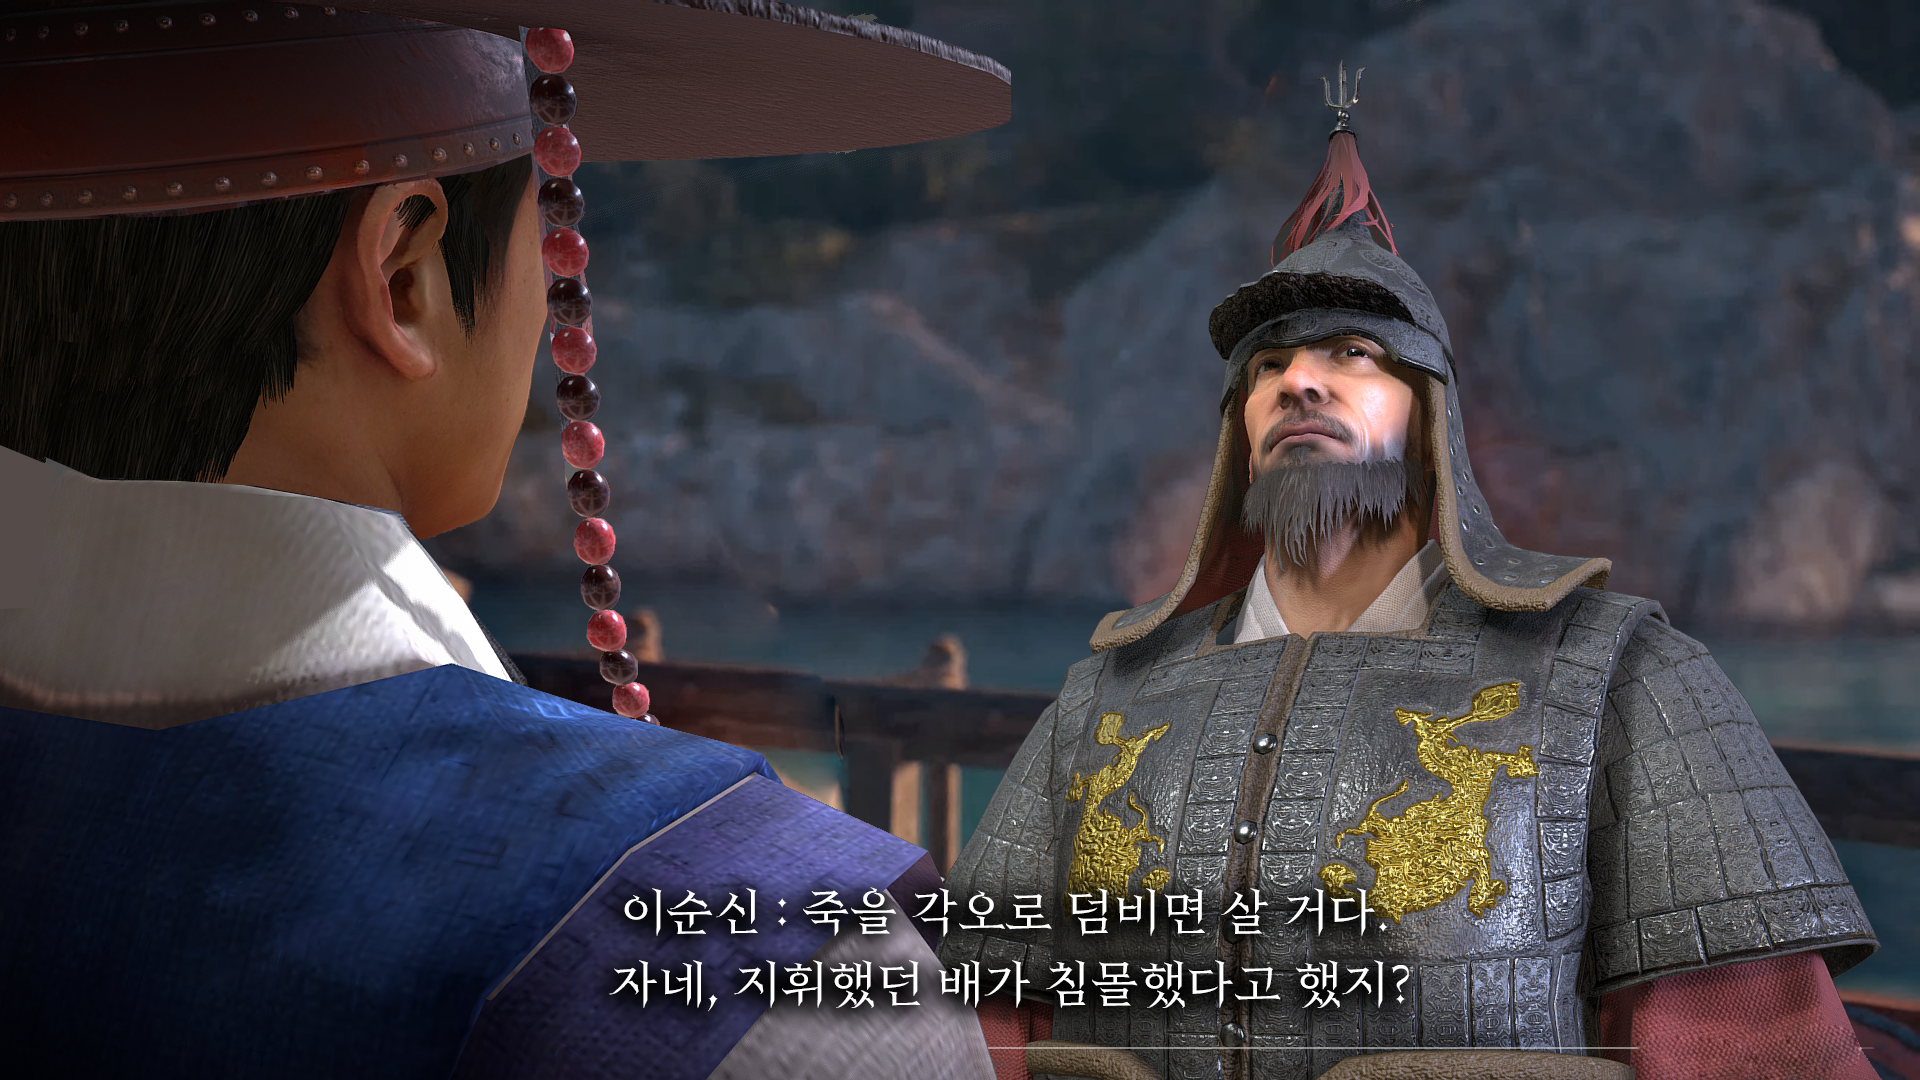 이순신 : 죽을 각오로 덤비면 살 거다.
자네, 지휘했던 배가 침몰했다고 했지?